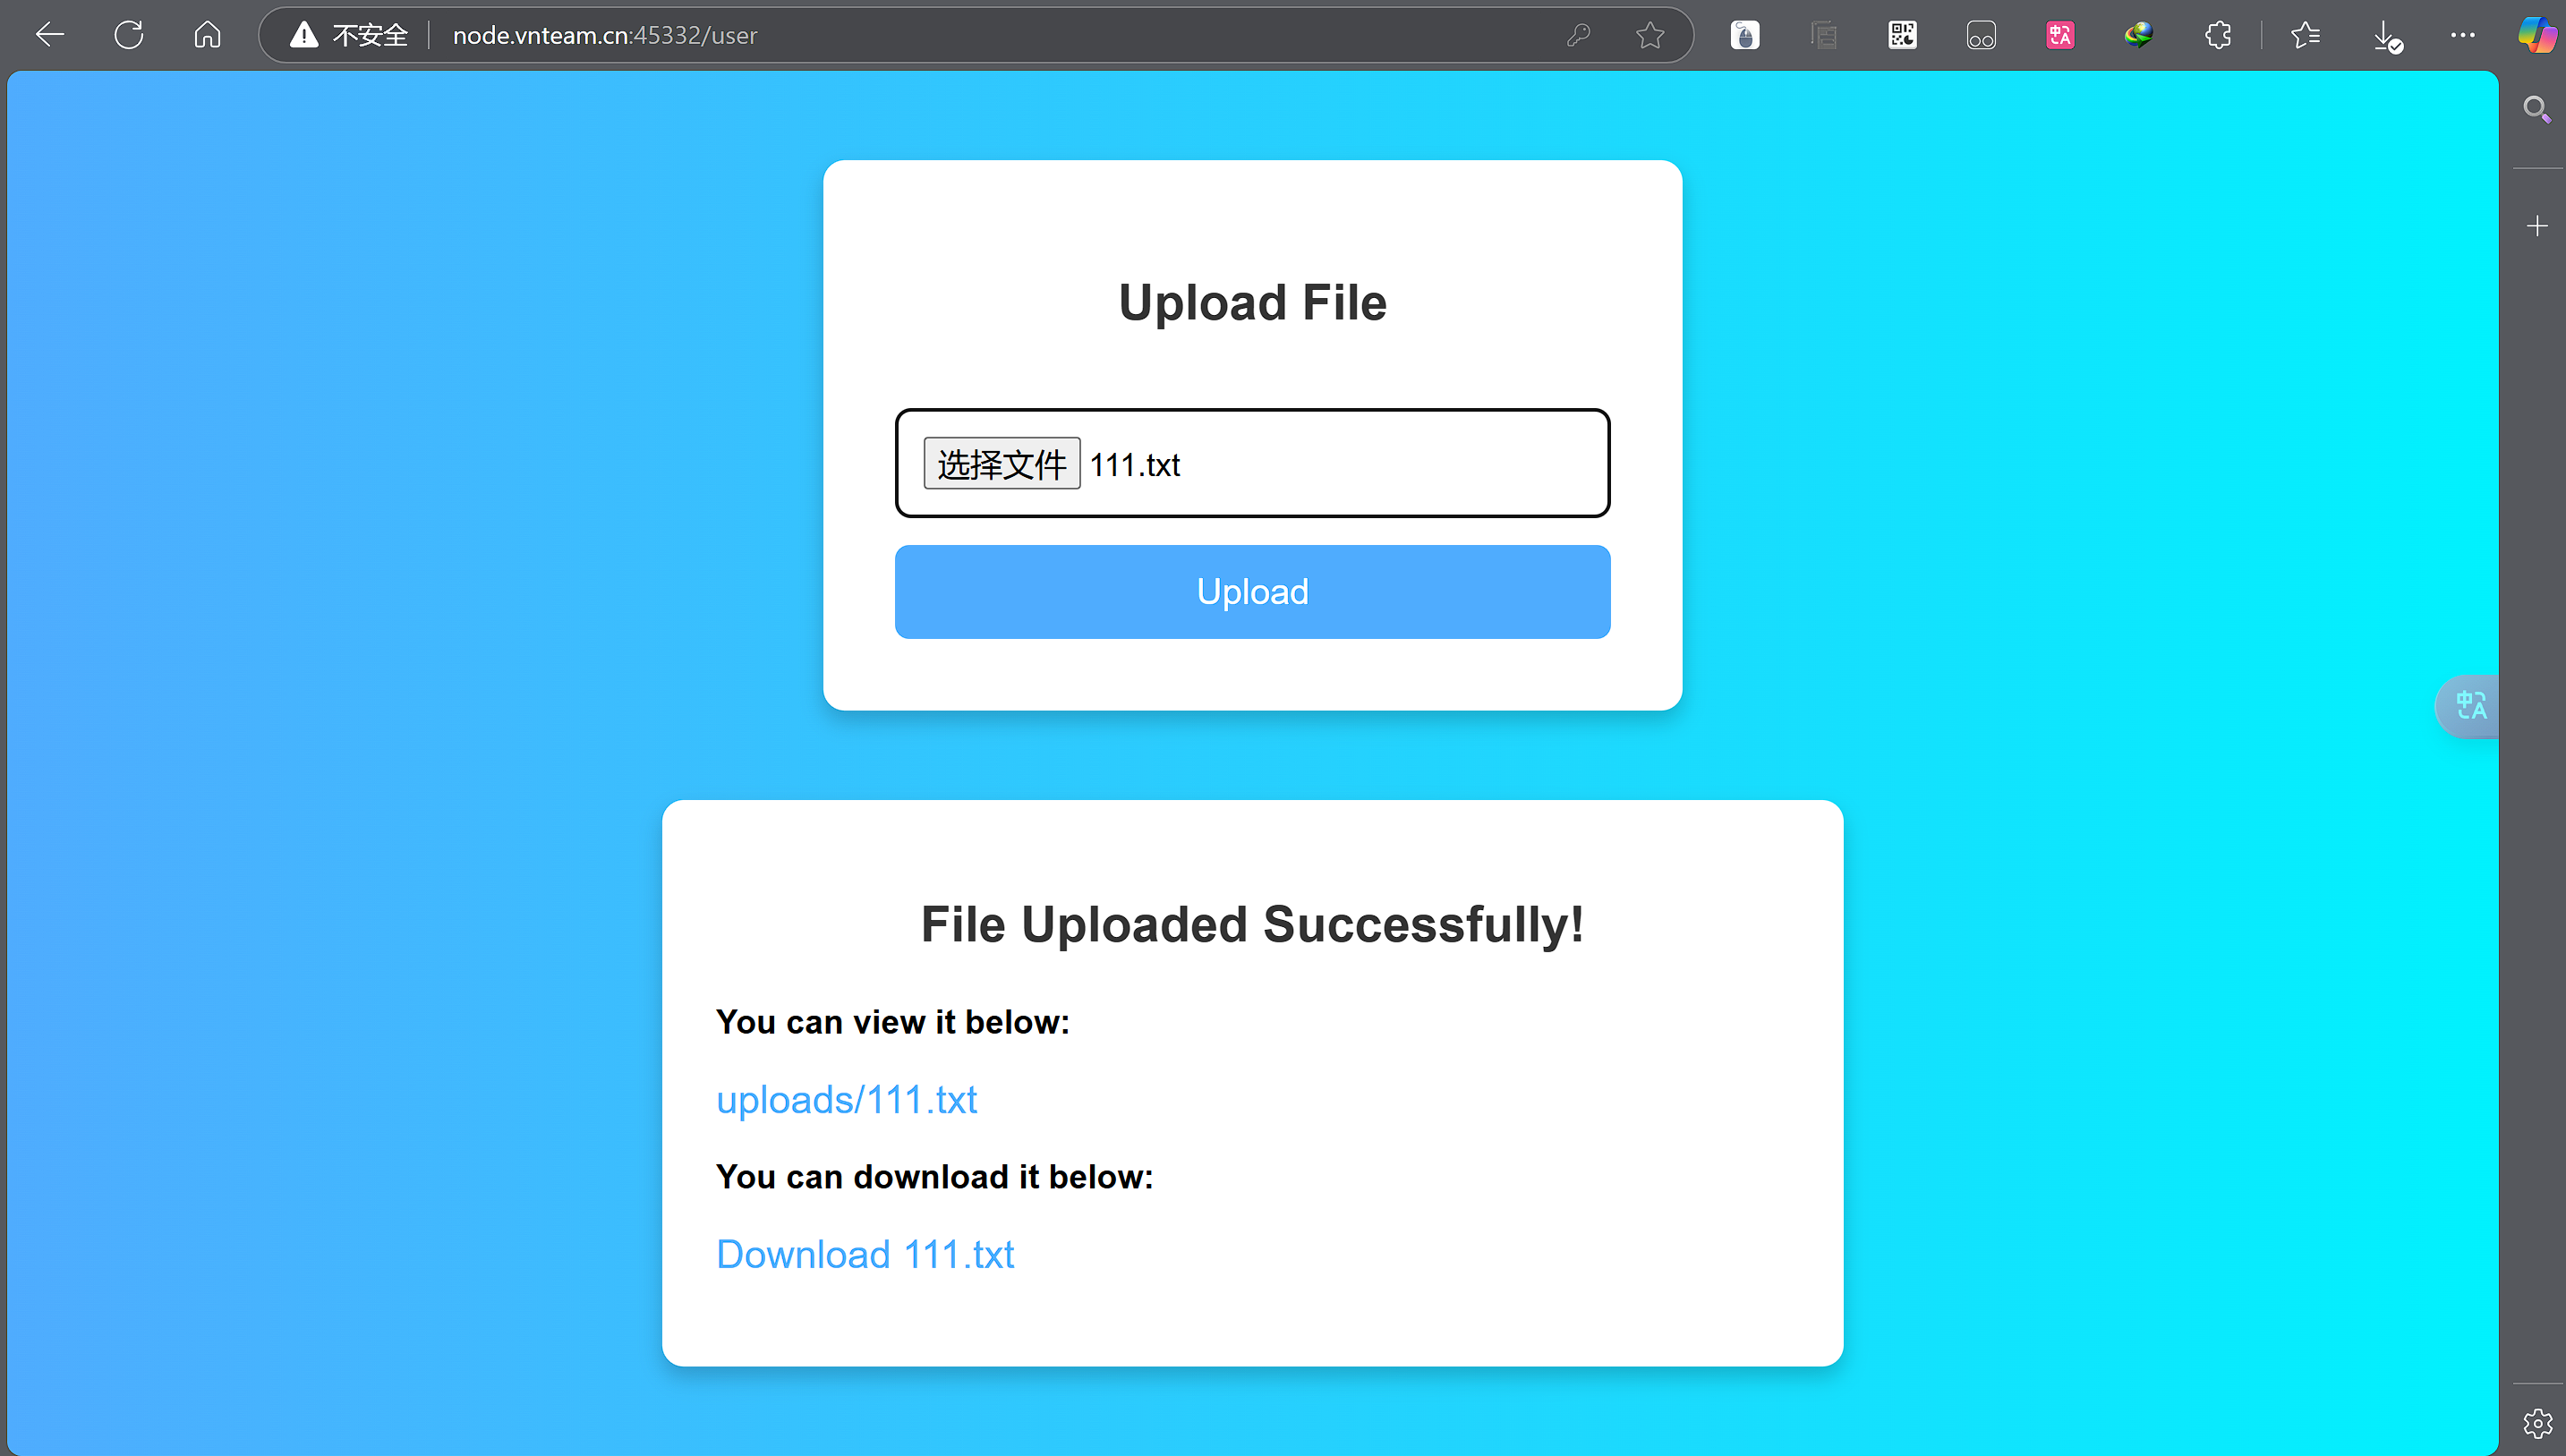 不安全 node.vnteam.cn:45332/user
Upload File
选择文件 111.txt
Upload
File Uploaded Successfully!
You can view it below:
uploads/111.txt
You can download it below:
Download 111.txt